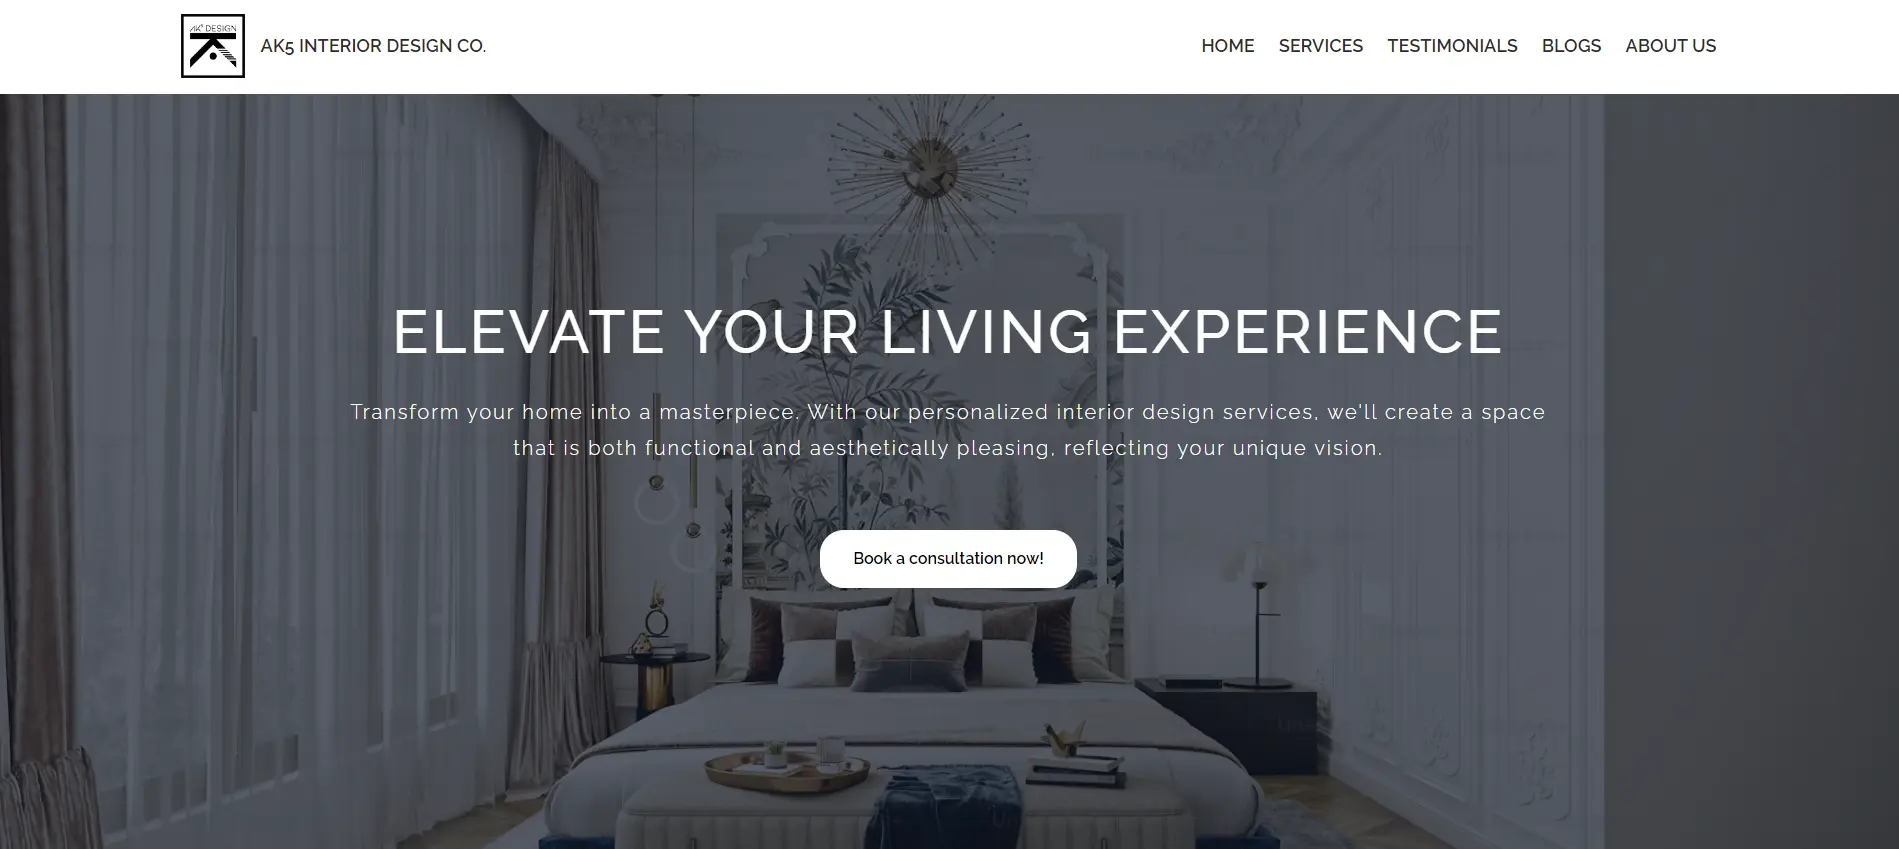 AK5 DESIGN
AK5 INTERIOR DESIGN CO.
HOME SERVICES TESTIMONIALS BLOGS ABOUT US
ELEVATE YOUR LIVING EXPERIENCE
Transform your home into a masterpiece. With our personalized interior design services, we'll create a space
that is both functional and aesthetically pleasing, reflecting your unique vision.
Book a consultation now!